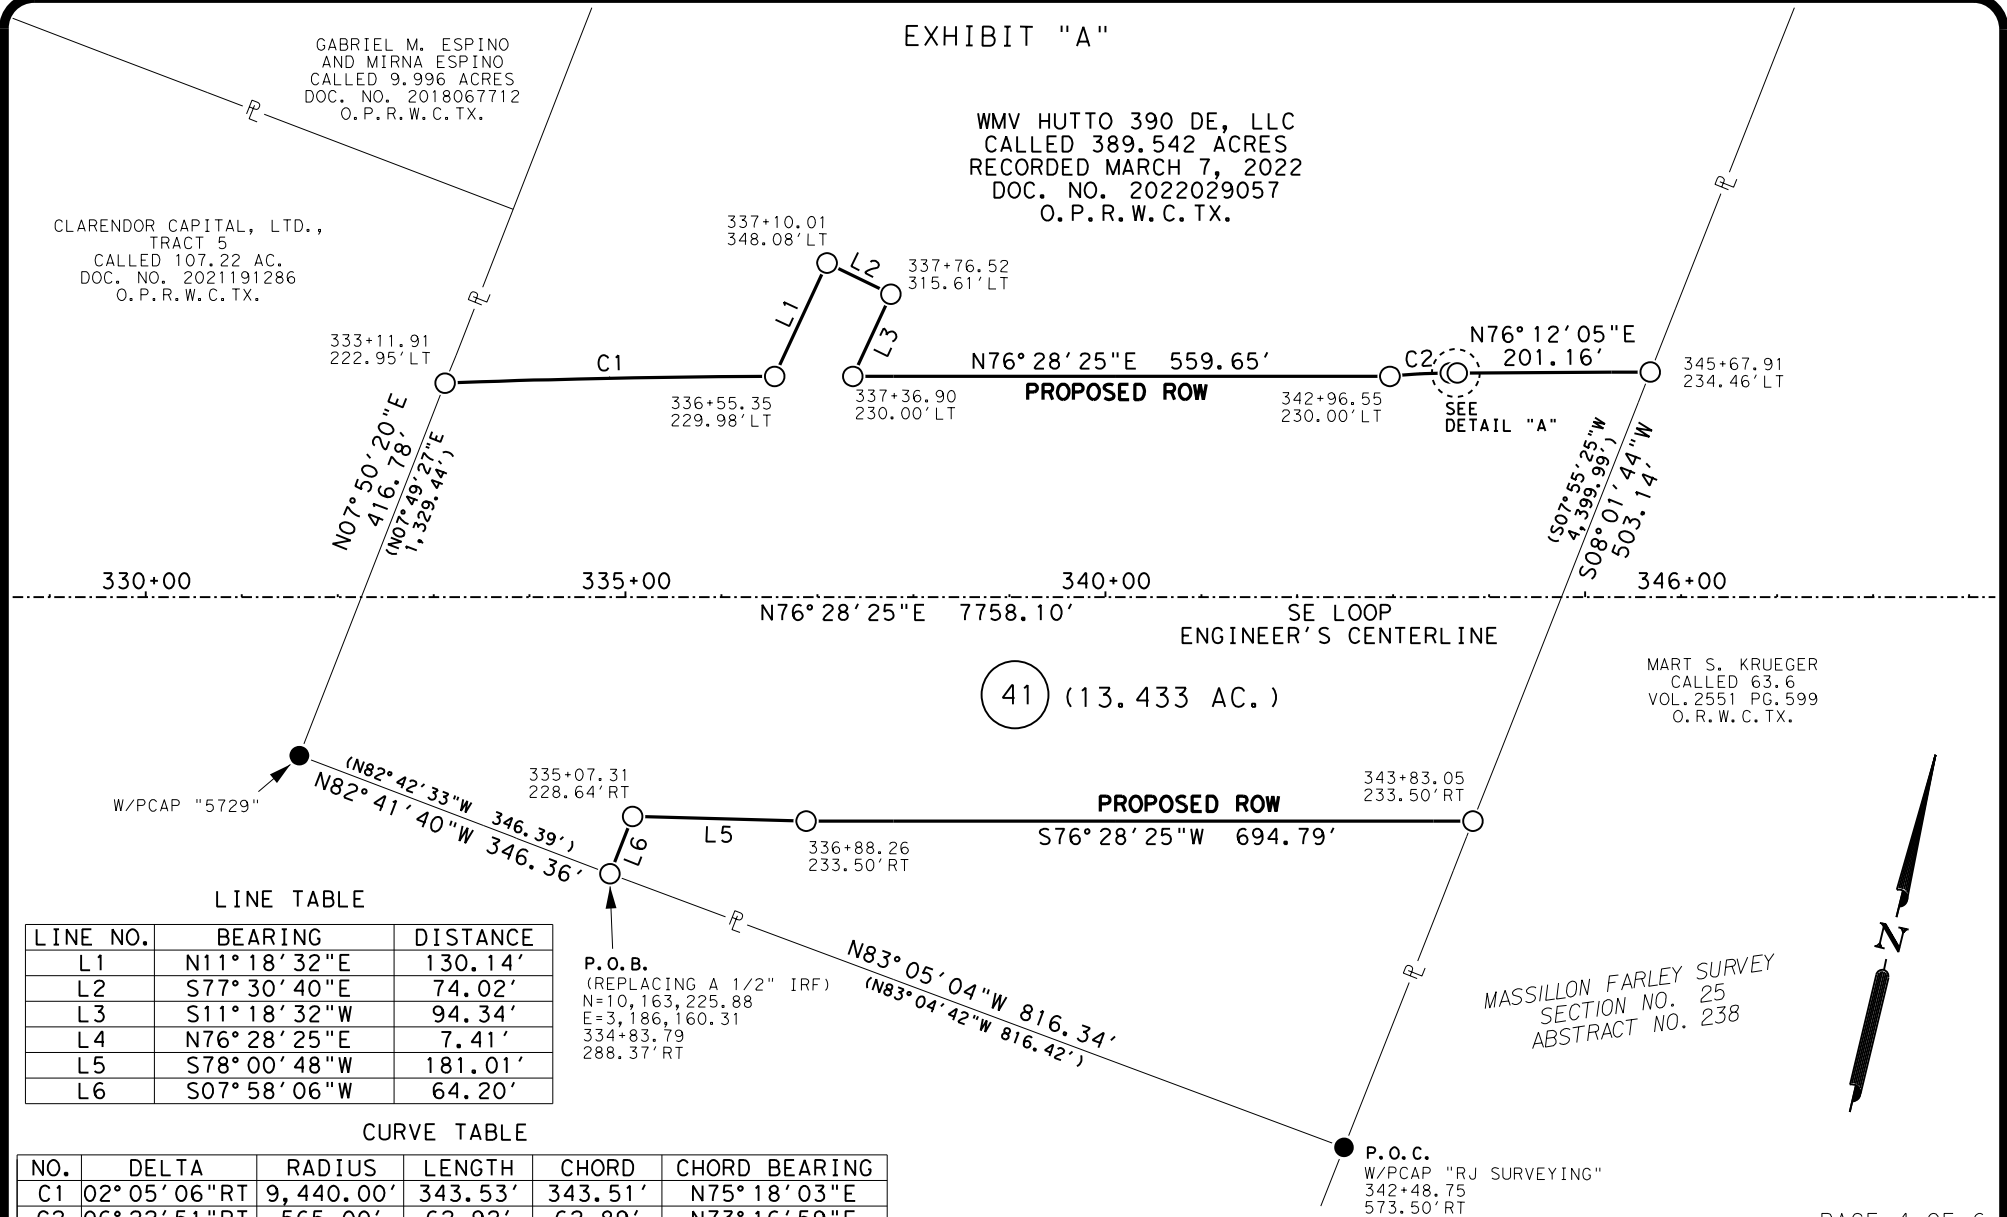 EXHIBIT "A"
GABRIEL M. ESPINO
AND MIRNA ESPINO
CALLED 9.996 ACRES
DOC. NO. 2018067712
O.P.R.W.C.TX.
WMV HUTTO 390 DE, LLC
CALLED 389.542 ACRES
RECORDED MARCH 7, 2022
DOC. NO. 2022029057
O.P.R.W.C.TX.
CLARENDOR CAPITAL, LTD.,
TRACT 5
CALLED 107.22 AC.
DOC. NO. 2021191286
O.P.R.W.C.TX.
PL
PL
PL
337+10.01
348.08'LT
L2
337+76.52
315.61'LT
L1
L3
333+11.91
222.95'LT
C1
336+55.35
229.98'LT
N76°28'25"E 559.65'
PROPOSED ROW
337+36.90
230.00'LT
C2
342+96.55
230.00'LT
N76°12'05"E
201.16'
SEE
DETAIL "A"
345+67.91
234.46'LT
N07°50'20"E
416.78'
(N07°49'27"E
1,329.44')
(S07°55'25"W
4,399.99')
S08°01'44"W
503.14'
330+00
335+00
340+00
346+00
N76°28'25"E 7758.10'
SE LOOP
ENGINEER'S CENTERLINE
41
(13.433 AC.)
MART S. KRUEGER
CALLED 63.6
VOL.2551 PG.599
O.R.W.C.TX.
W/PCAP "5729"
(N82°42'33"W 346.39')
N82°41'40"W 346.36'
335+07.31
228.64'RT
L5
L6
336+88.26
233.50'RT
PROPOSED ROW
S76°28'25"W 694.79'
343+83.05
233.50'RT
PL
PL
P.O.B.
(REPLACING A 1/2" IRF)
N=10,163,225.88
E=3,186,160.31
334+83.79
288.37'RT
N83°05'04"W 816.34'
(N83°04'42"W 816.42')
MASSILLON FARLEY SURVEY
SECTION NO. 25
ABSTRACT NO. 238
N
P.O.C.
W/PCAP "RJ SURVEYING"
342+48.75
573.50'RT
LINE TABLE
LINE NO. BEARING DISTANCE
L1 N11°18'32"E 130.14'
L2 S77°30'40"E 74.02'
L3 S11°18'32"W 94.34'
L4 N76°28'25"E 7.41'
L5 S78°00'48"W 181.01'
L6 S07°58'06"W 64.20'
CURVE TABLE
NO. DELTA RADIUS LENGTH CHORD CHORD BEARING
C1 02°05'06"RT 9,440.00' 343.53' 343.51' N75°18'03"E